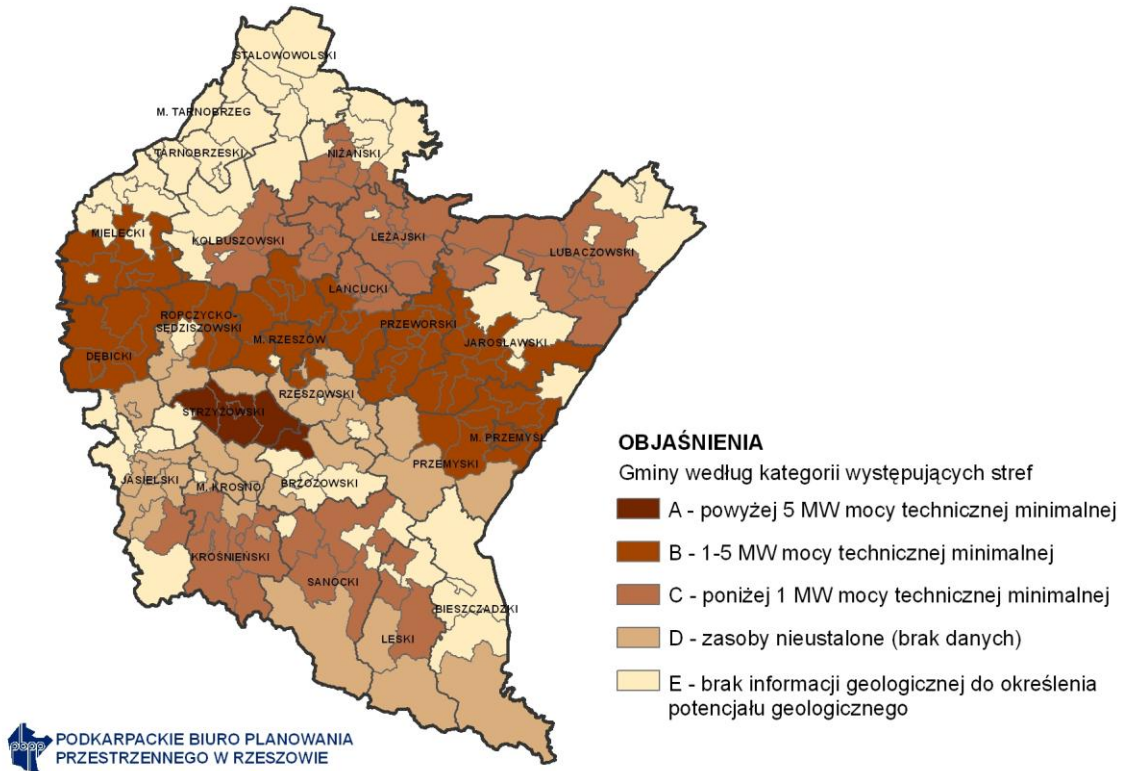 STALOWOWOLSKI
M. TARNOBRZEG
TARNOBRZESKI
NIŻAŃSKI
MIELECKI
KOLBUSZOWSKI
LEŻAJSKI
LUBACZOWSKI
ŁANCUCKI
ROPCZYCKO-
SĘDZISZOWSKI
PRZEWORSKI
M. RZESZÓW
JAROSŁAWSKI
DĘBICKI
RZESZOWSKI
STRZYŻOWSKI
M. PRZEMYŚL
PRZEMYSKI
JASIELSKI
M. KROSNO
BRZOZOWSKI
KROŚNIEŃSKI
SANOCKI
BIESZCZADZKI
LESKI
OBJAŚNIENIA
Gminy według kategorii występujących stref
A - powyżej 5 MW mocy technicznej minimalnej
B - 1-5 MW mocy technicznej minimalnej
C - poniżej 1 MW mocy technicznej minimalnej
D - zasoby nieustalone (brak danych)
E - brak informacji geologicznej do określenia
potencjału geologicznego
pbpp
PODKARPACKIE BIURO PLANOWANIA
PRZESTRZENNEGO W RZESZOWIE